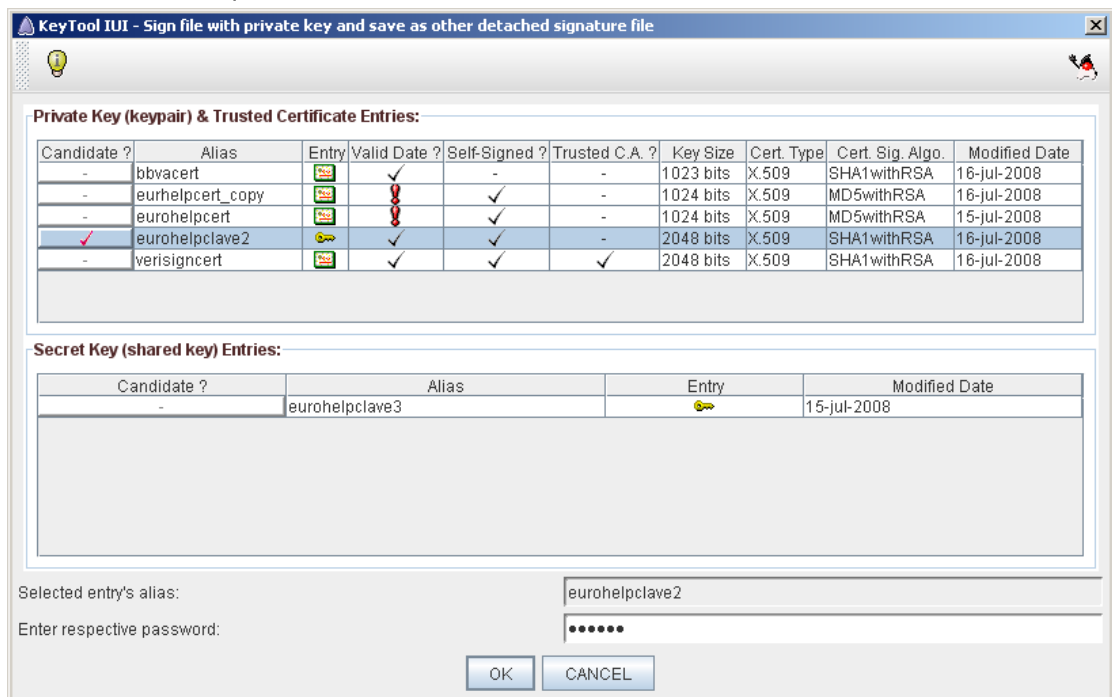 KeyTool IUI - Sign file with private key and save as other detached signature file
Private Key (keypair) & Trusted Certificate Entries:
Candidate ? Alias Entry Valid Date ? Self-Signed ? Trusted C.A. ? Key Size Cert. Type Cert. Sig. Algo. Modified Date
- bbvacert - - 1023 bits X.509 SHA1withRSA 16-jul-2008
- eurhelpcert_copy - 1024 bits X.509 MD5withRSA 16-jul-2008
- eurohelpcert - 1024 bits X.509 MD5withRSA 15-jul-2008
eurohelpclave2 - 2048 bits X.509 SHA1withRSA 16-jul-2008
- verisigncert 2048 bits X.509 SHA1withRSA 16-jul-2008
Secret Key (shared key) Entries:
Candidate ? Alias Entry Modified Date
- eurohelpclave3 15-jul-2008
Selected entry's alias: eurohelpclave2
Enter respective password: ●●●●●●
OK CANCEL